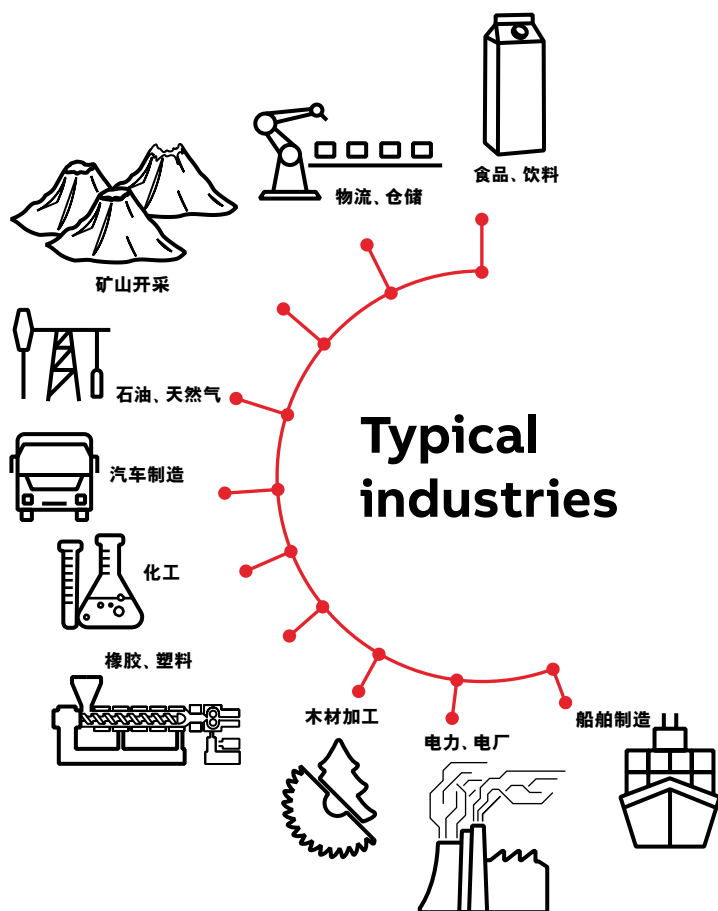 食品、饮料
物流、仓储
矿山开采
石油、天然气
汽车制造
化工
橡胶、塑料
木材加工
电力、电厂
船舶制造
Typical
industries